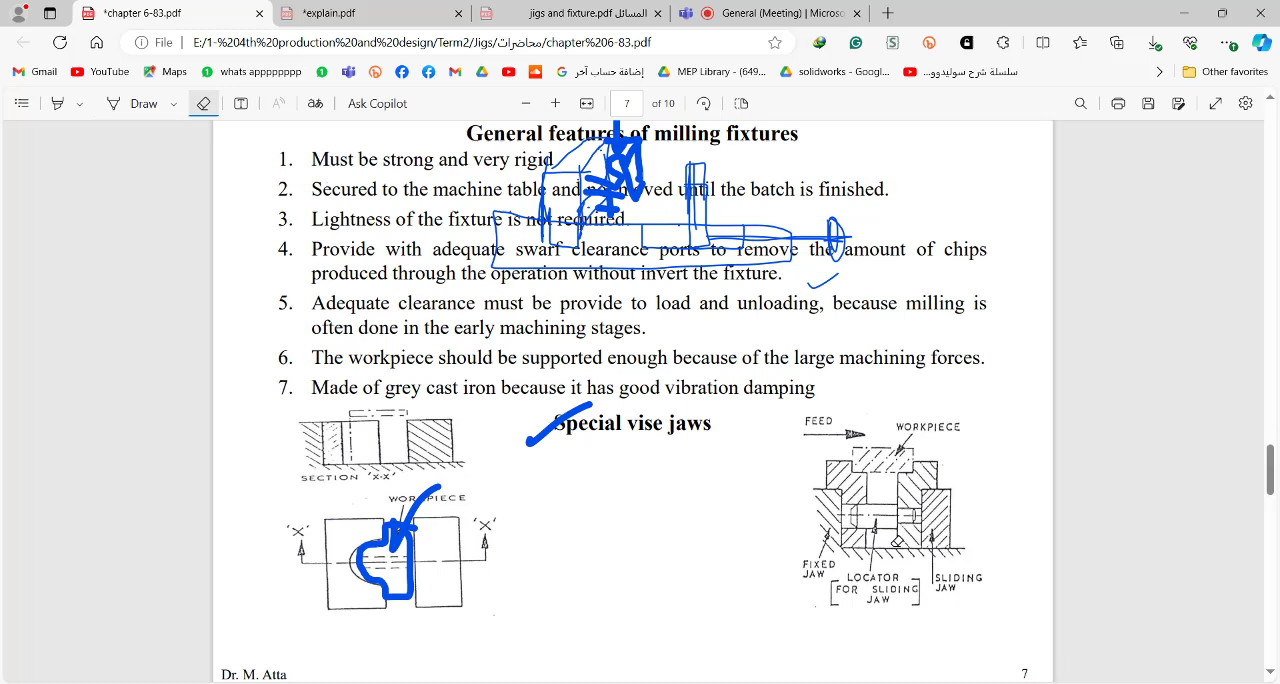 *chapter 6-83.pdf
*explain.pdf
jigs and fixture.pdf المسائل
General (Meeting) | Microso
File
E:/1-%204th%20production%20and%20design/Term2/Jigs/محاضرات/chapter%206-83.pdf
Gmail
YouTube
Maps
whats apppppppp
إضافة حساب آخر
MEP Library - (649...
solidworks - Googl...
سلسلة شرح سوليدوو...
Other favorites
Draw
Ask Copilot
7
of 10
General features of milling fixtures
1. Must be strong and very rigid
2. Secured to the machine table and not moved until the batch is finished.
3. Lightness of the fixture is not required.
4. Provide with adequate swarf clearance ports to remove the amount of chips
produced through the operation without invert the fixture.
5. Adequate clearance must be provide to load and unloading, because milling is
often done in the early machining stages.
6. The workpiece should be supported enough because of the large machining forces.
7. Made of grey cast iron because it has good vibration damping
Special vise jaws
SECTION 'X-X'
WORKPIECE
'X'
'X'
FEED
WORKPIECE
FIXED
JAW
LOCATOR
[FOR SLIDING
JAW]
SLIDING
JAW
Dr. M. Atta
7